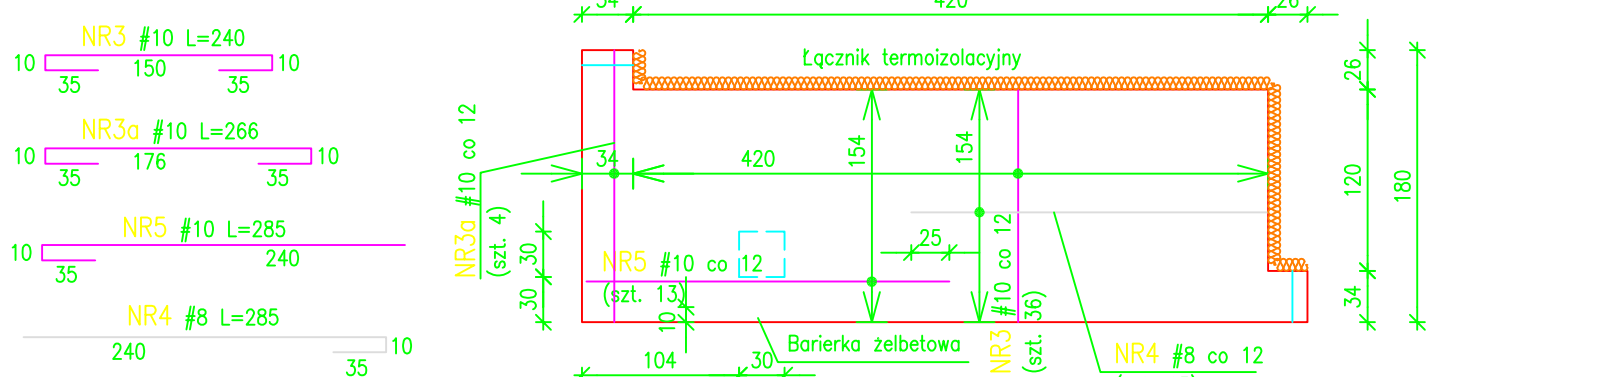 NR3 #10 L=240
10
150
10
35
35
NR3a #10 L=266
10
176
10
35
35
NR5 #10 L=285
10
240
35
NR4 #8 L=285
240
10
35
34
420
26
Łącznik termoizolacyjny
26
120
180
34
34
420
154
154
NR3a #10 co 12
(szt. 4)
30
30
NR5 #10 co 12
(szt. 13)
10
25
NR3 #10 co 12
(szt. 36)
Barierka żelbetowa
NR4 #8 co 12
104
30